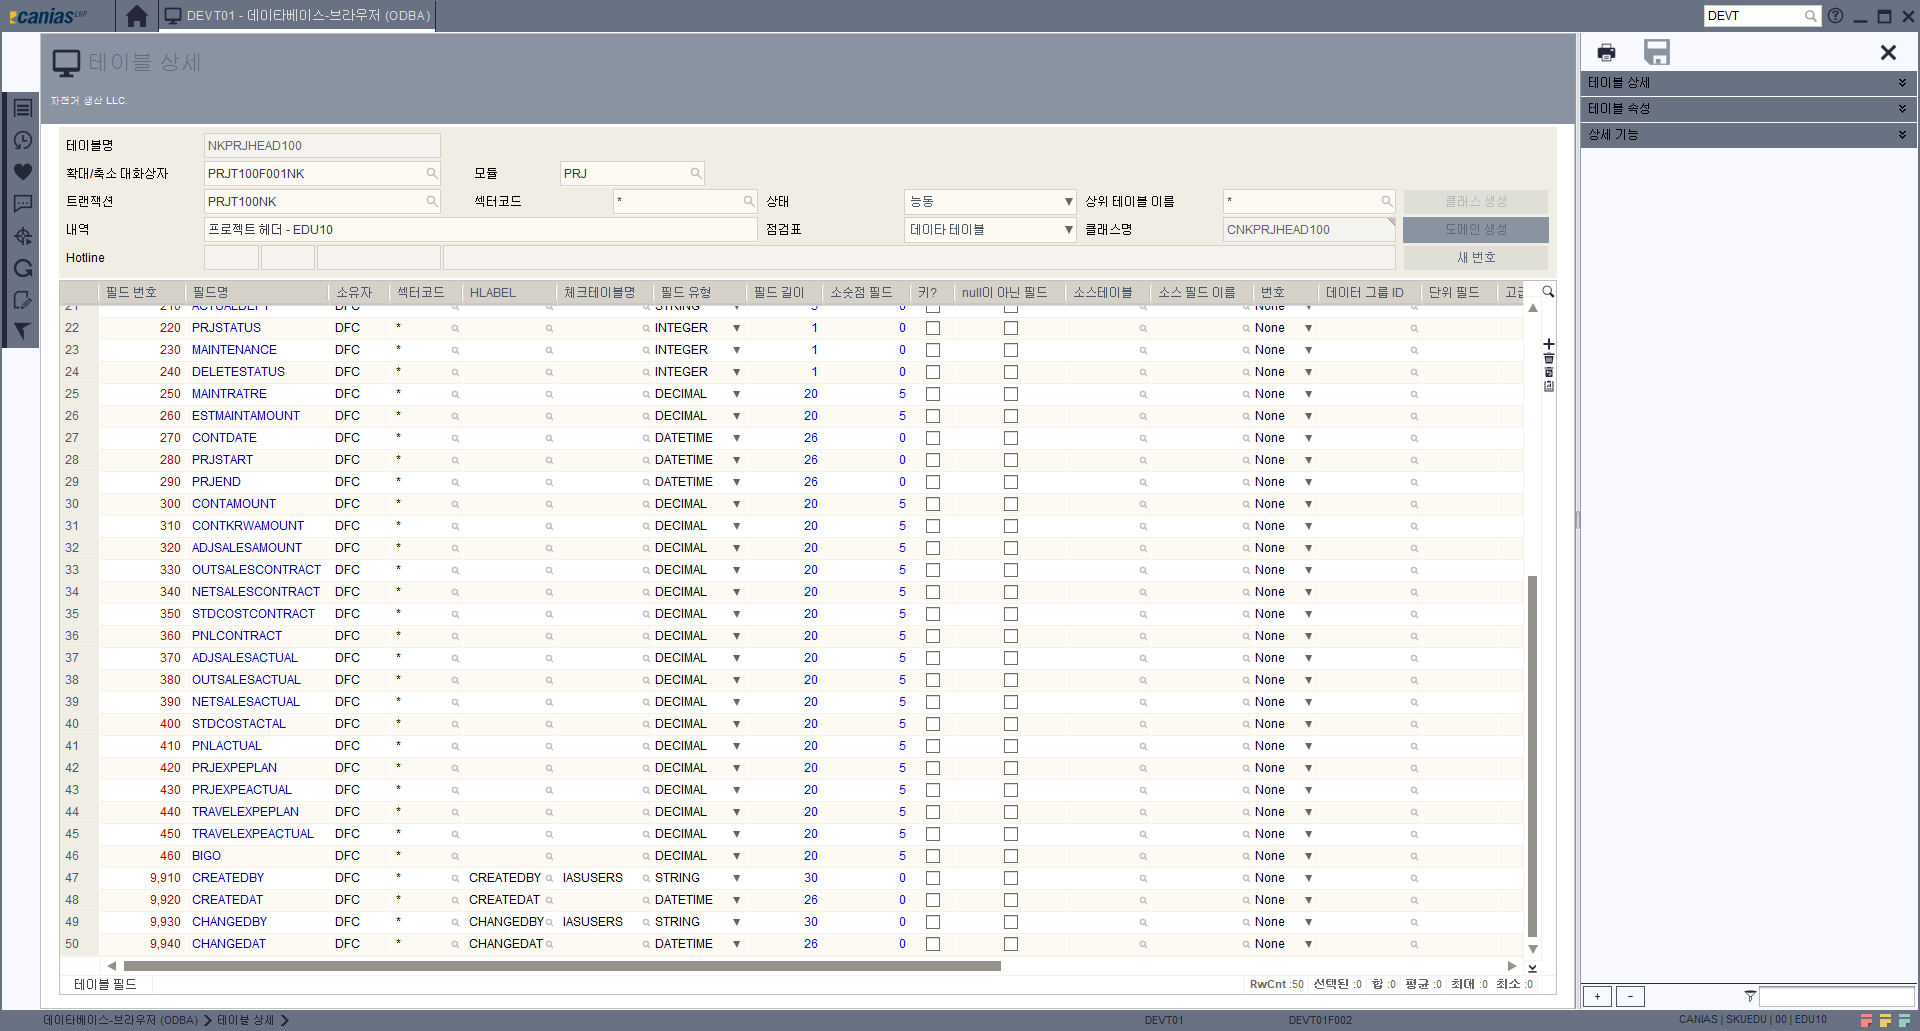 canias ERP DEVT01 - 데이타베이스-브라우저 (ODBA) DEVT
테이블 상세
자전거 생산 LLC.
테이블 상세
테이블 속성
상세 기능
테이블명 NKPRJHEAD100
확대/축소 대화상자 PRJT100F001NK 모듈 PRJ
트랜잭션 PRJT100NK 섹터코드 * 상태 능동 상위 테이블 이름 * 클래스 생성
내역 프로젝트 헤더 - EDU10 점검표 데이타 테이블 클래스명 CNKPRJHEAD100 도메인 생성
Hotline 새 번호
필드 번호 필드명 소유자 섹터코드 HLABEL 체크테이블명 필드 유형 필드 길이 소숫점 필드 키? null이 아닌 필드 소스테이블 소스 필드 이름 번호 데이터 그룹 ID 단위 필드 고급
21 210 ACTUALDEPT DFC * STRING 5 0 None
22 220 PRJSTATUS DFC * INTEGER 1 0 None
23 230 MAINTENANCE DFC * INTEGER 1 0 None
24 240 DELETESTATUS DFC * INTEGER 1 0 None
25 250 MAINTRATRE DFC * DECIMAL 20 5 None
26 260 ESTMAINTAMOUNT DFC * DECIMAL 20 5 None
27 270 CONTDATE DFC * DATETIME 26 0 None
28 280 PRJSTART DFC * DATETIME 26 0 None
29 290 PRJEND DFC * DATETIME 26 0 None
30 300 CONTAMOUNT DFC * DECIMAL 20 5 None
31 310 CONTKRWAMOUNT DFC * DECIMAL 20 5 None
32 320 ADJSALESAMOUNT DFC * DECIMAL 20 5 None
33 330 OUTSALESCONTRACT DFC * DECIMAL 20 5 None
34 340 NETSALESCONTRACT DFC * DECIMAL 20 5 None
35 350 STDCOSTCONTRACT DFC * DECIMAL 20 5 None
36 360 PNLCONTRACT DFC * DECIMAL 20 5 None
37 370 ADJSALESACTUAL DFC * DECIMAL 20 5 None
38 380 OUTSALESACTUAL DFC * DECIMAL 20 5 None
39 390 NETSALESACTUAL DFC * DECIMAL 20 5 None
40 400 STDCOSTACTAL DFC * DECIMAL 20 5 None
41 410 PNLACTUAL DFC * DECIMAL 20 5 None
42 420 PRJEXPEPLAN DFC * DECIMAL 20 5 None
43 430 PRJEXPEACTUAL DFC * DECIMAL 20 5 None
44 440 TRAVELEXPEPLAN DFC * DECIMAL 20 5 None
45 450 TRAVELEXPEACTUAL DFC * DECIMAL 20 5 None
46 460 BIGO DFC * DECIMAL 20 5 None
47 9,910 CREATEDBY DFC * CREATEDBY IASUSERS STRING 30 0 None
48 9,920 CREATEDAT DFC * CREATEDAT DATETIME 26 0 None
49 9,930 CHANGEDBY DFC * CHANGEDBY IASUSERS STRING 30 0 None
50 9,940 CHANGEDAT DFC * CHANGEDAT DATETIME 26 0 None
테이블 필드 RwCnt :50 선택된 :0 합 :0 평균 :0 최대 :0 최소 :0
+ -
데이타베이스-브라우저 (ODBA) 테이블 상세 DEVT01 DEVT01F002 CANIAS | SKUEDU | 00 | EDU10